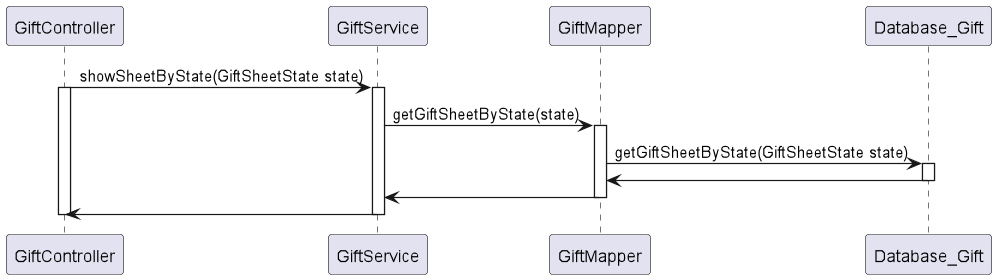 GiftController
GiftService
GiftMapper
Database_Gift
showSheetByState(GiftSheetState state)
getGiftSheetByState(state)
getGiftSheetByState(GiftSheetState state)
GiftController
GiftService
GiftMapper
Database_Gift